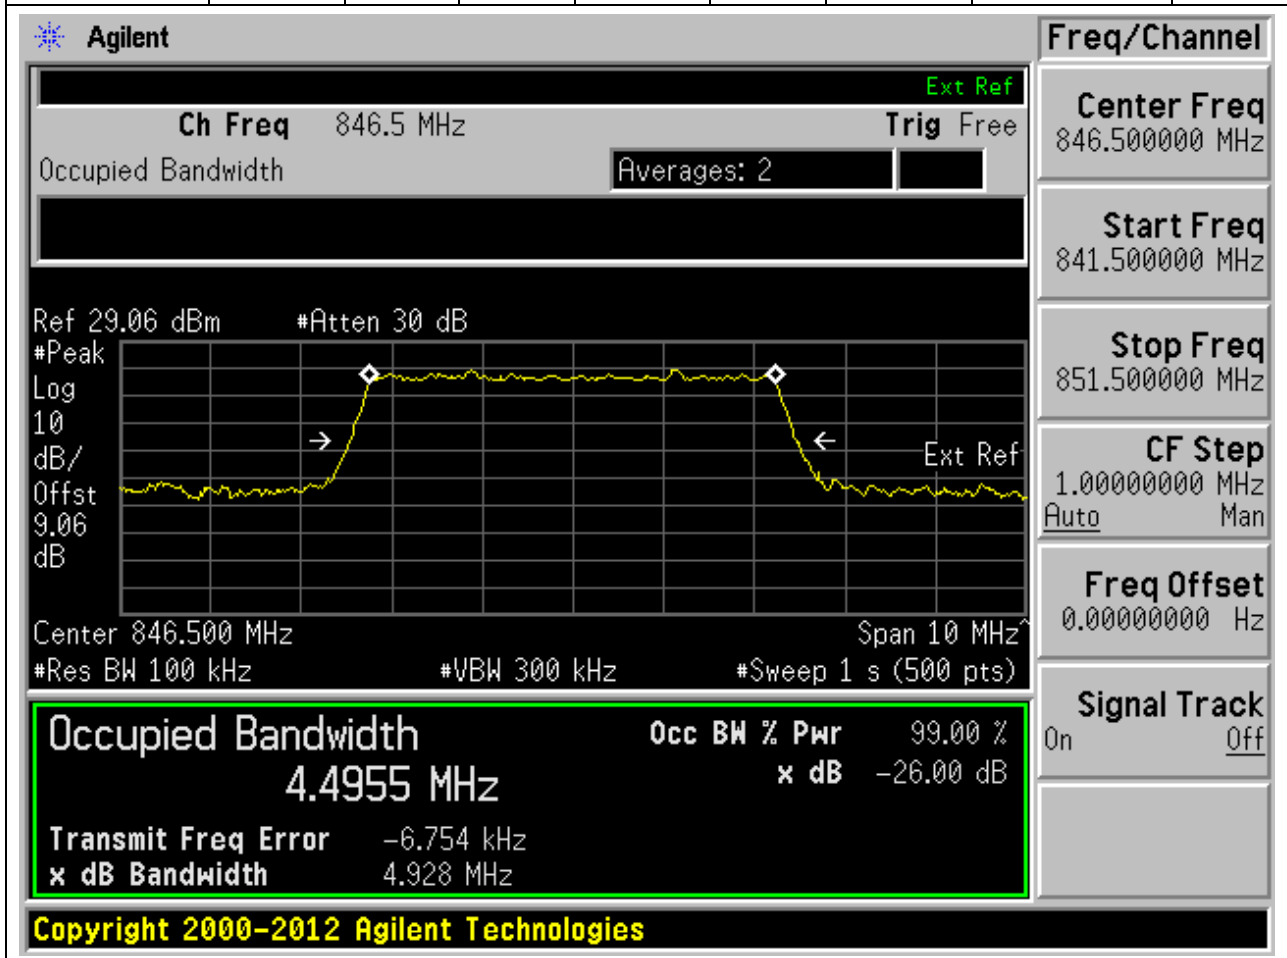 Agilent
Freq/Channel
Ext Ref
Ch Freq 846.5 MHz Trig Free
Occupied Bandwidth Averages: 2
Ref 29.06 dBm #Atten 30 dB
#Peak
Log
10
dB/
Offst
9.06
dB
Ext Ref
Center 846.500 MHz Span 10 MHz^
#Res BW 100 kHz #VBW 300 kHz #Sweep 1 s (500 pts)
Occupied Bandwidth
4.4955 MHz
Occ BW % Pwr 99.00 %
x dB -26.00 dB
Transmit Freq Error -6.754 kHz
x dB Bandwidth 4.928 MHz
Center Freq
846.500000 MHz
Start Freq
841.500000 MHz
Stop Freq
851.500000 MHz
CF Step
1.00000000 MHz
Auto Man
Freq Offset
0.00000000 Hz
Signal Track
On Off
Copyright 2000-2012 Agilent Technologies